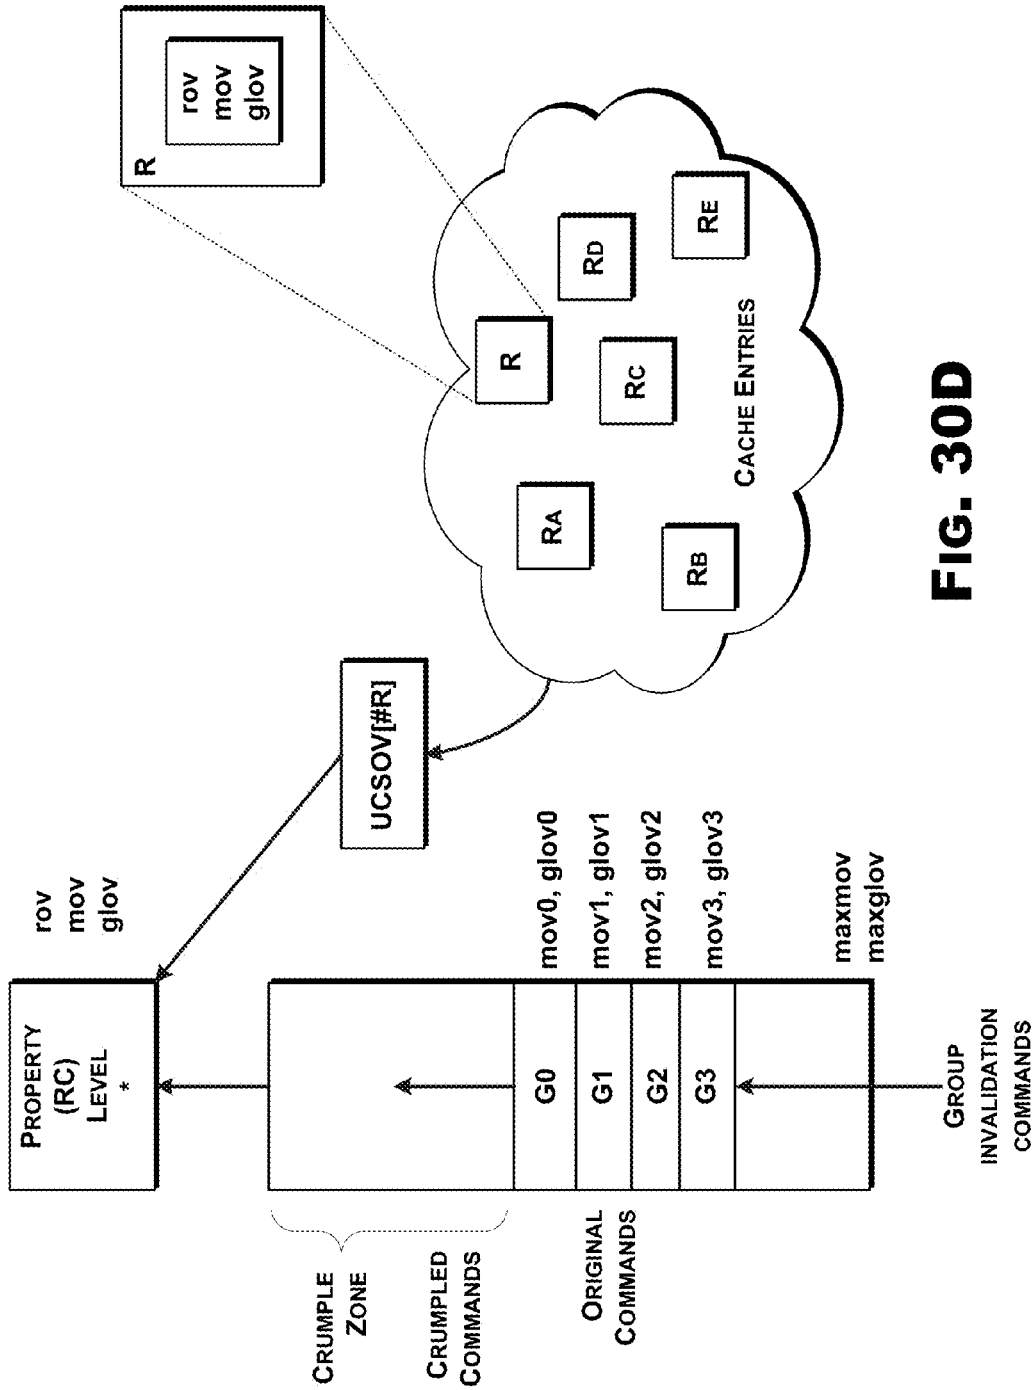 PROPERTY
(RC)
LEVEL
*
rov
mov
glov
CRUMPLE
ZONE
CRUMPLED
COMMANDS
ORIGINAL
COMMANDS
G0
G1
G2
G3
mov0, glov0
mov1, glov1
mov2, glov2
mov3, glov3
maxmov
maxglov
GROUP
INVALIDATION
COMMANDS
UCSOV[#R]
R
rov
mov
glov
RA
RB
R
RC
RD
RE
CACHE ENTRIES
FIG. 30D